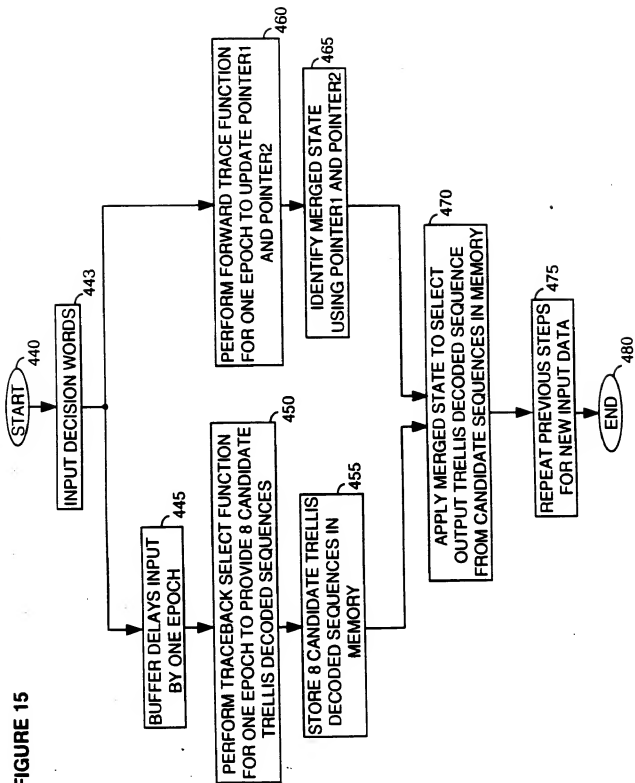 FIGURE 15
START
440
INPUT DECISION WORDS
443
BUFFER DELAYS INPUT
BY ONE EPOCH
445
PERFORM TRACEBACK SELECT FUNCTION
FOR ONE EPOCH TO PROVIDE 8 CANDIDATE
TRELLIS DECODED SEQUENCES
450
STORE 8 CANDIDATE TRELLIS
DECODED SEQUENCES IN
MEMORY
455
PERFORM FORWARD TRACE FUNCTION
FOR ONE EPOCH TO UPDATE POINTER1
AND POINTER2
460
IDENTIFY MERGED STATE
USING POINTER1 AND POINTER2
465
APPLY MERGED STATE TO SELECT
OUTPUT TRELLIS DECODED SEQUENCE
FROM CANDIDATE SEQUENCES IN MEMORY
470
REPEAT PREVIOUS STEPS
FOR NEW INPUT DATA
475
END
480